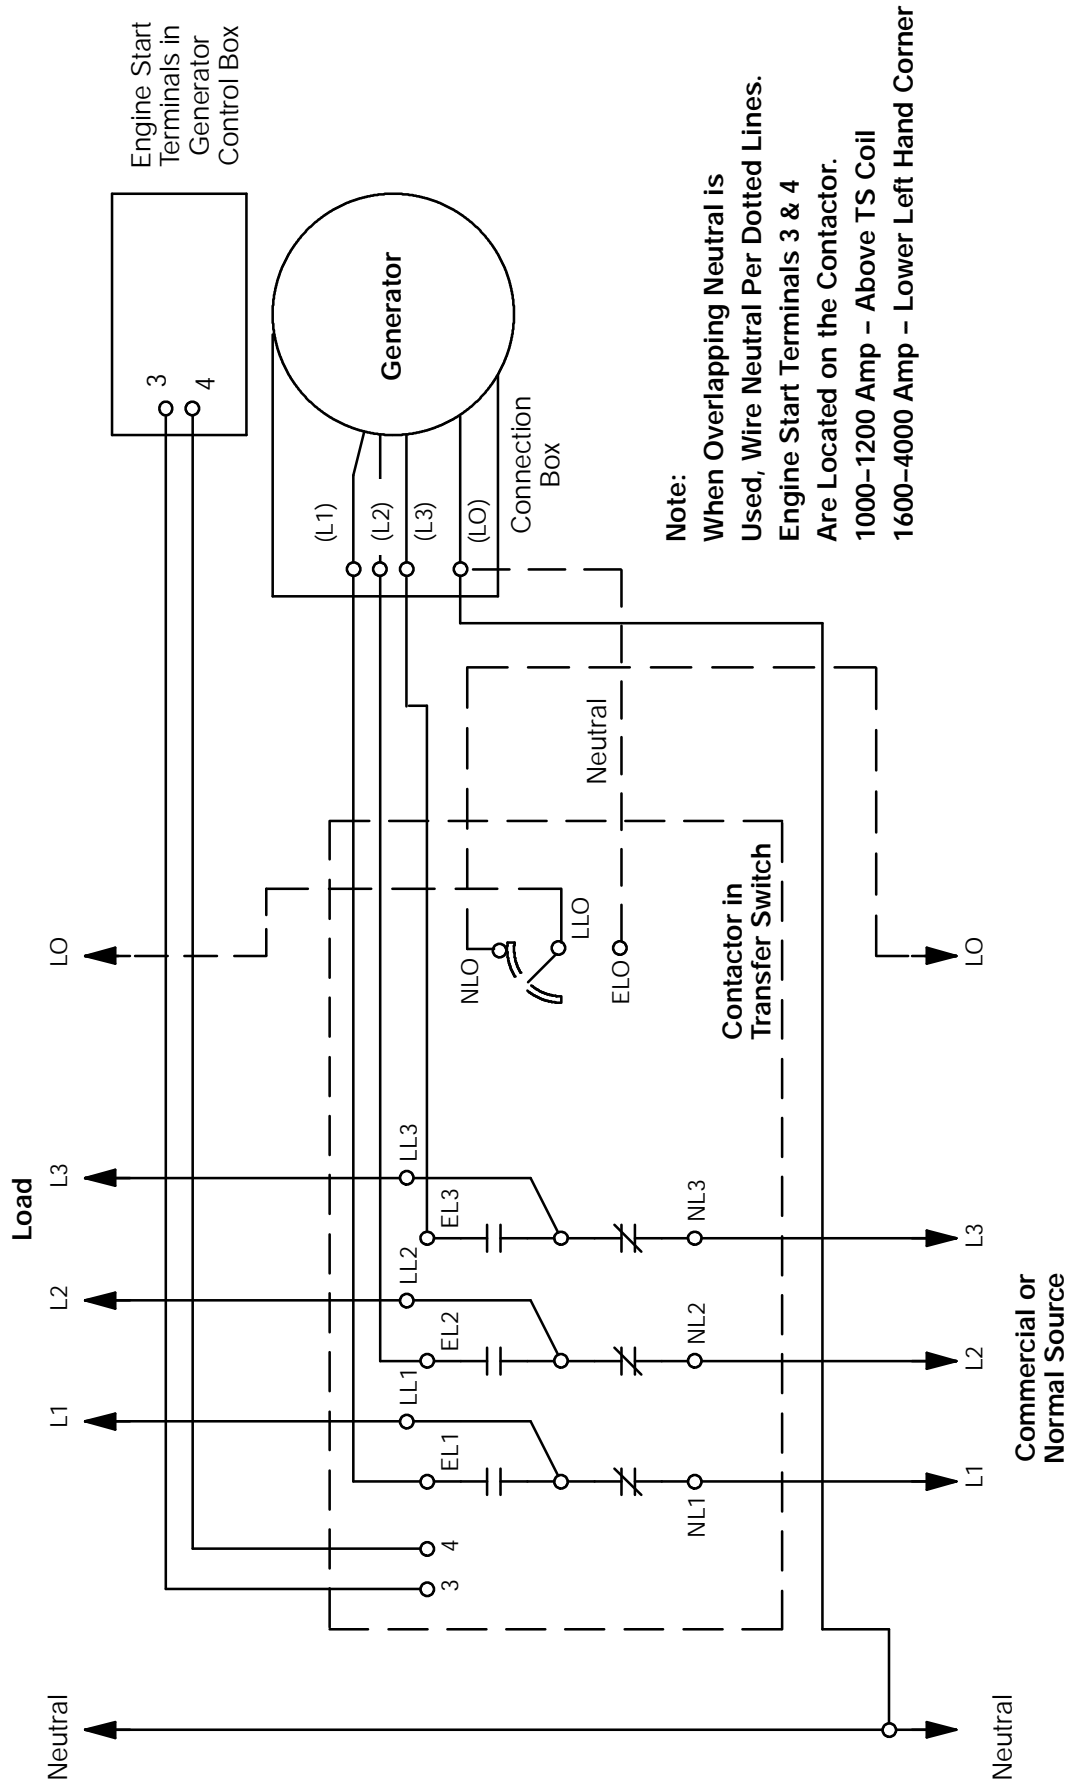 Neutral
L1
L2
Load
L3
LO
Engine Start
Terminals in
Generator
Control Box
3
4
Generator
(L1)
(L2)
(L3)
(LO)
Connection
Box
3
4
EL1
LL1
EL2
LL2
EL3
LL3
NLO
LLO
ELO
Neutral
NL1
NL2
NL3
Contactor in
Transfer Switch
Note:
When Overlapping Neutral is
Used, Wire Neutral Per Dotted Lines.
Engine Start Terminals 3 & 4
Are Located on the Contactor.
1000–1200 Amp – Above TS Coil
1600–4000 Amp – Lower Left Hand Corner
Neutral
L1
L2
L3
LO
Commercial or
Normal Source